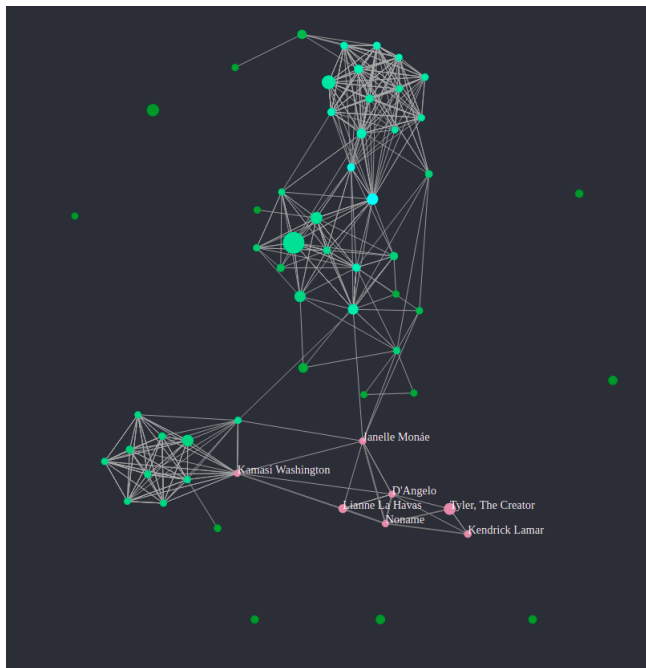 Janelle Monáe
Kamasi Washington
D'Angelo
Lianne La Havas
Tyler, The Creator
Noname
Kendrick Lamar